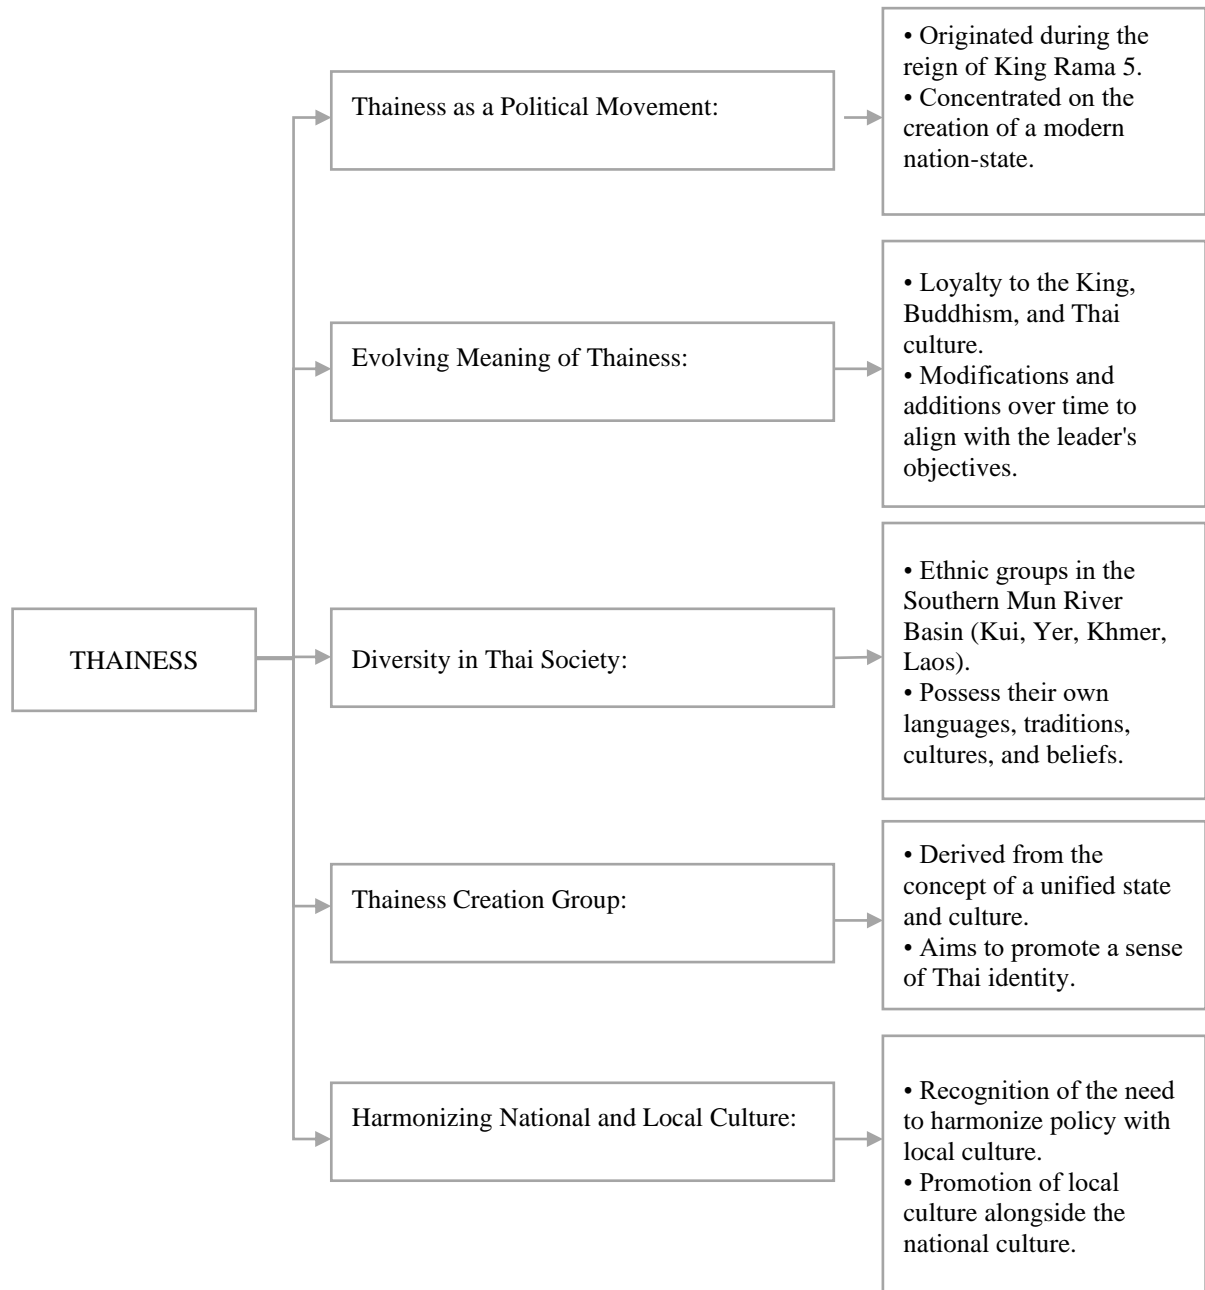 THAINESS
Thainess as a Political Movement:
• Originated during the
reign of King Rama 5.
• Concentrated on the
creation of a modern
nation-state.
Evolving Meaning of Thainess:
• Loyalty to the King,
Buddhism, and Thai
culture.
• Modifications and
additions over time to
align with the leader's
objectives.
Diversity in Thai Society:
• Ethnic groups in the
Southern Mun River
Basin (Kui, Yer, Khmer,
Laos).
• Possess their own
languages, traditions,
cultures, and beliefs.
Thainess Creation Group:
• Derived from the
concept of a unified state
and culture.
• Aims to promote a sense
of Thai identity.
Harmonizing National and Local Culture:
• Recognition of the need
to harmonize policy with
local culture.
• Promotion of local
culture alongside the
national culture.